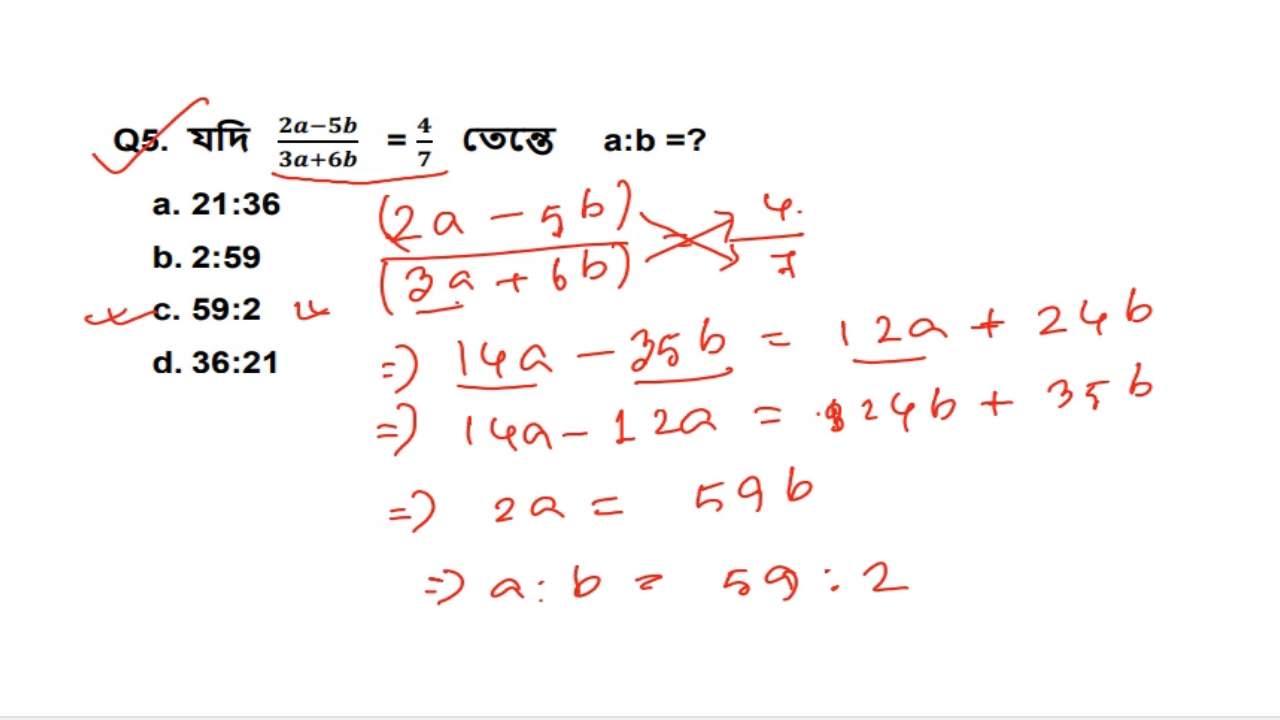 Q5. যদি (2a−5b)/(3a+6b) = 4/7 তেন্তে a:b =?
a. 21:36
b. 2:59
c. 59:2
d. 36:21
(2a − 5b)/(3a + 6b) = 4/7
=) 14a − 35b = 12a + 24b
=) 14a − 12a = 24b + 35b
=) 2a = 59b
=) a:b = 59:2